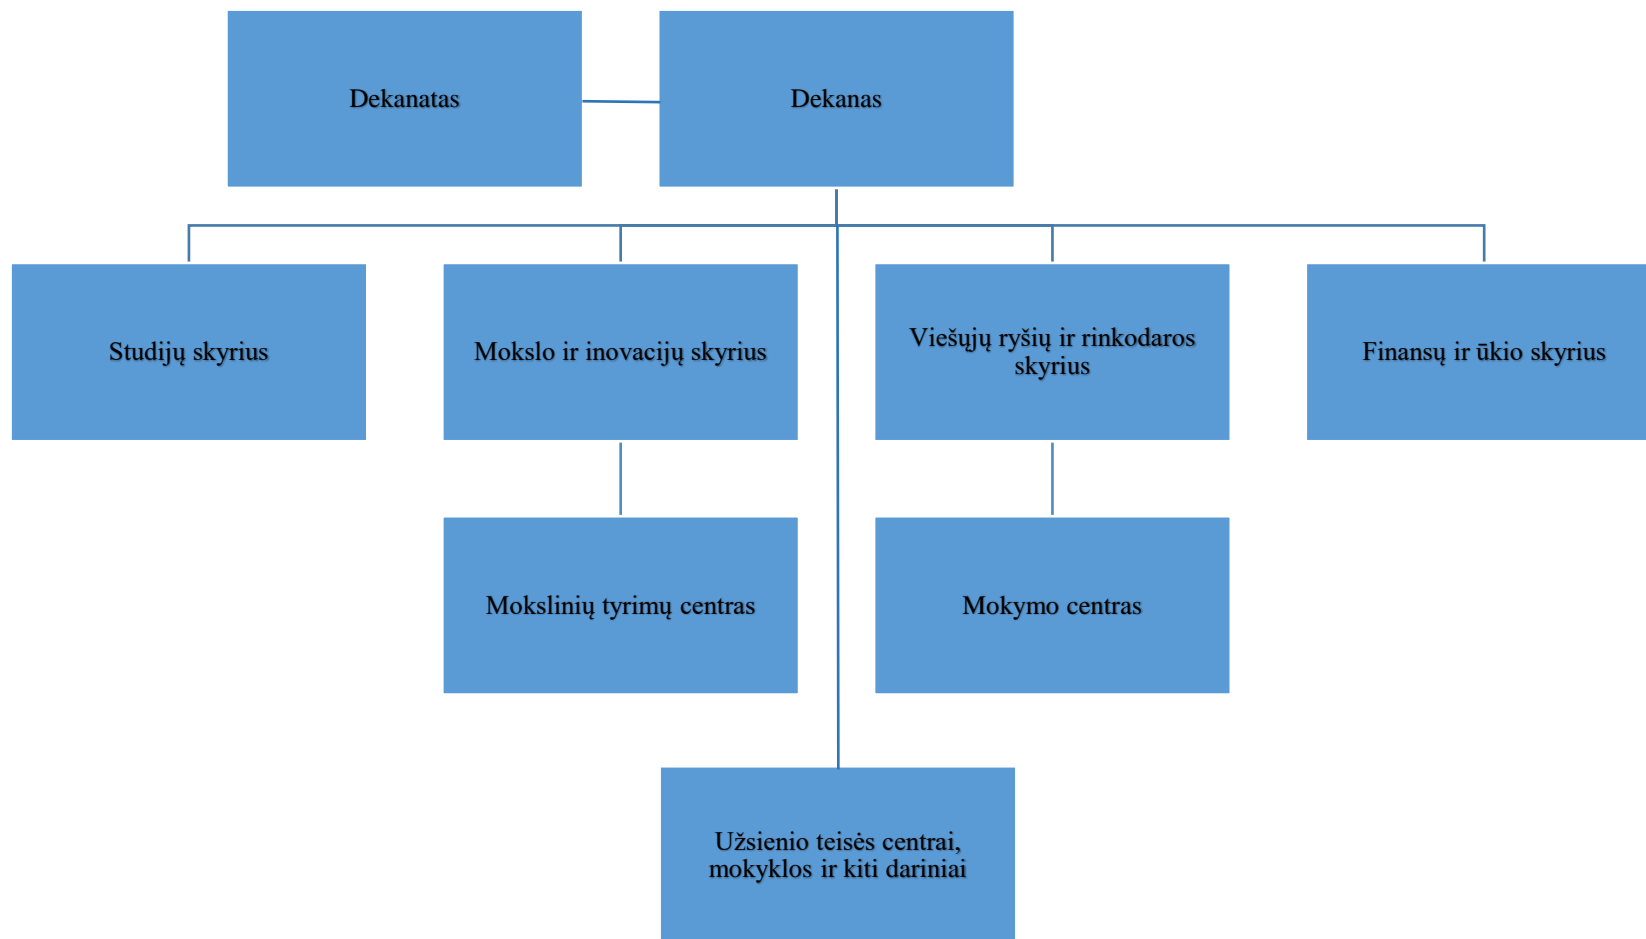 Dekanatas
Dekanas
Studijų skyrius
Mokslo ir inovacijų skyrius
Viešųjų ryšių ir rinkodaros
skyrius
Finansų ir ūkio skyrius
Mokslinių tyrimų centras
Mokymo centras
Užsienio teisės centrai,
mokyklos ir kiti dariniai